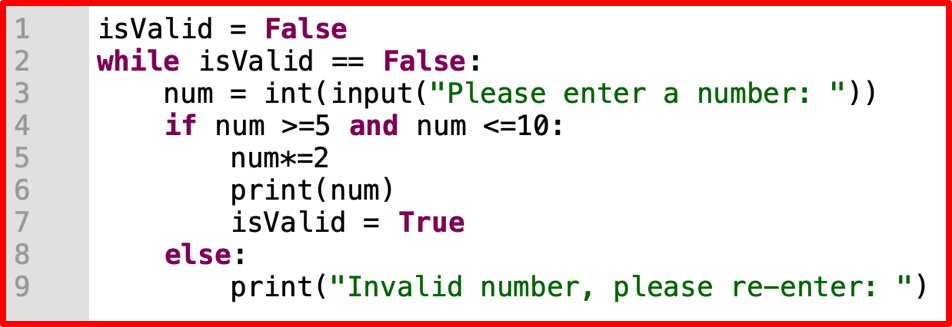 1 isValid = False
2 while isValid == False:
3     num = int(input("Please enter a number: "))
4     if num >=5 and num <=10:
5         num*=2
6         print(num)
7         isValid = True
8     else:
9         print("Invalid number, please re-enter: ")